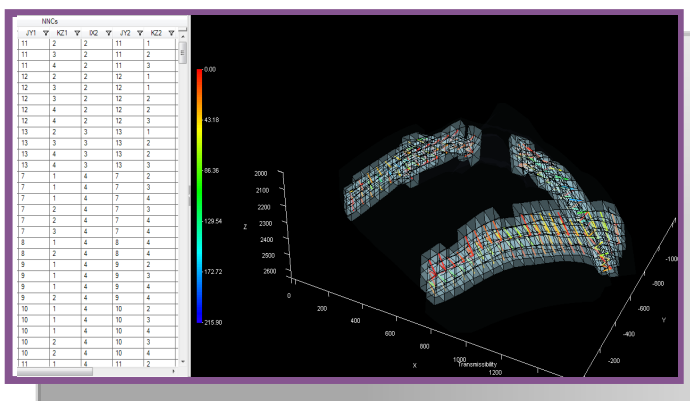 NNCs
JY1 KZ1 IX2 JY2 KZ2
11 2 2 11 1
11 3 2 11 2
11 4 2 11 3
12 2 2 12 1
12 3 2 12 1
12 3 2 12 2
12 4 2 12 2
12 4 2 12 3
13 2 3 13 1
13 3 3 13 2
13 4 3 13 2
13 4 3 13 3
7 1 4 7 2
7 1 4 7 3
7 1 4 7 4
7 2 4 7 3
7 2 4 7 4
7 3 4 7 4
8 1 4 8 4
8 2 4 8 4
9 1 4 9 2
9 1 4 9 3
9 1 4 9 4
9 2 4 9 4
10 1 4 10 2
10 1 4 10 3
10 1 4 10 4
10 2 4 10 3
10 2 4 10 4
11 1 4 11 2
0.00
43.18
86.36
129.54
172.72
215.90
2000
2100
2200
2300
2400
2500
2600
Z
0
200
400
600
800
1000
1200
X
Transmissibility
-1000
-800
-600
-400
-200
Y